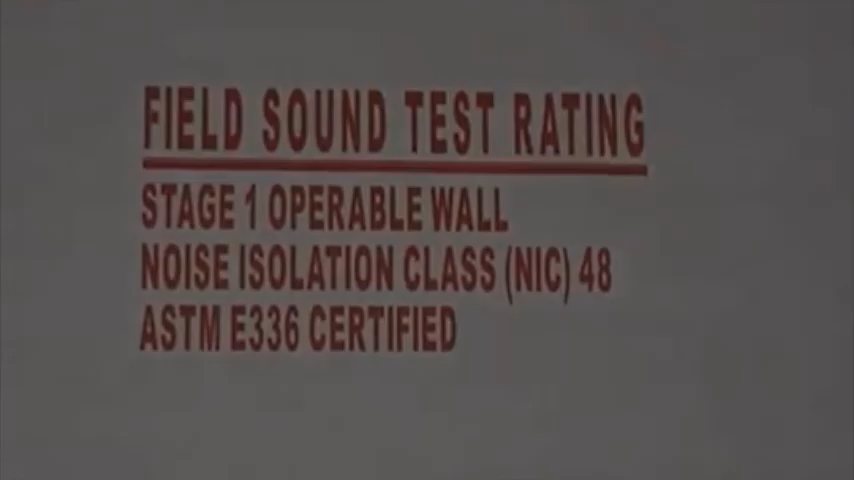 FIELD SOUND TEST RATING
STAGE 1 OPERABLE WALL
NOISE ISOLATION CLASS (NIC) 48
ASTM E336 CERTIFIED